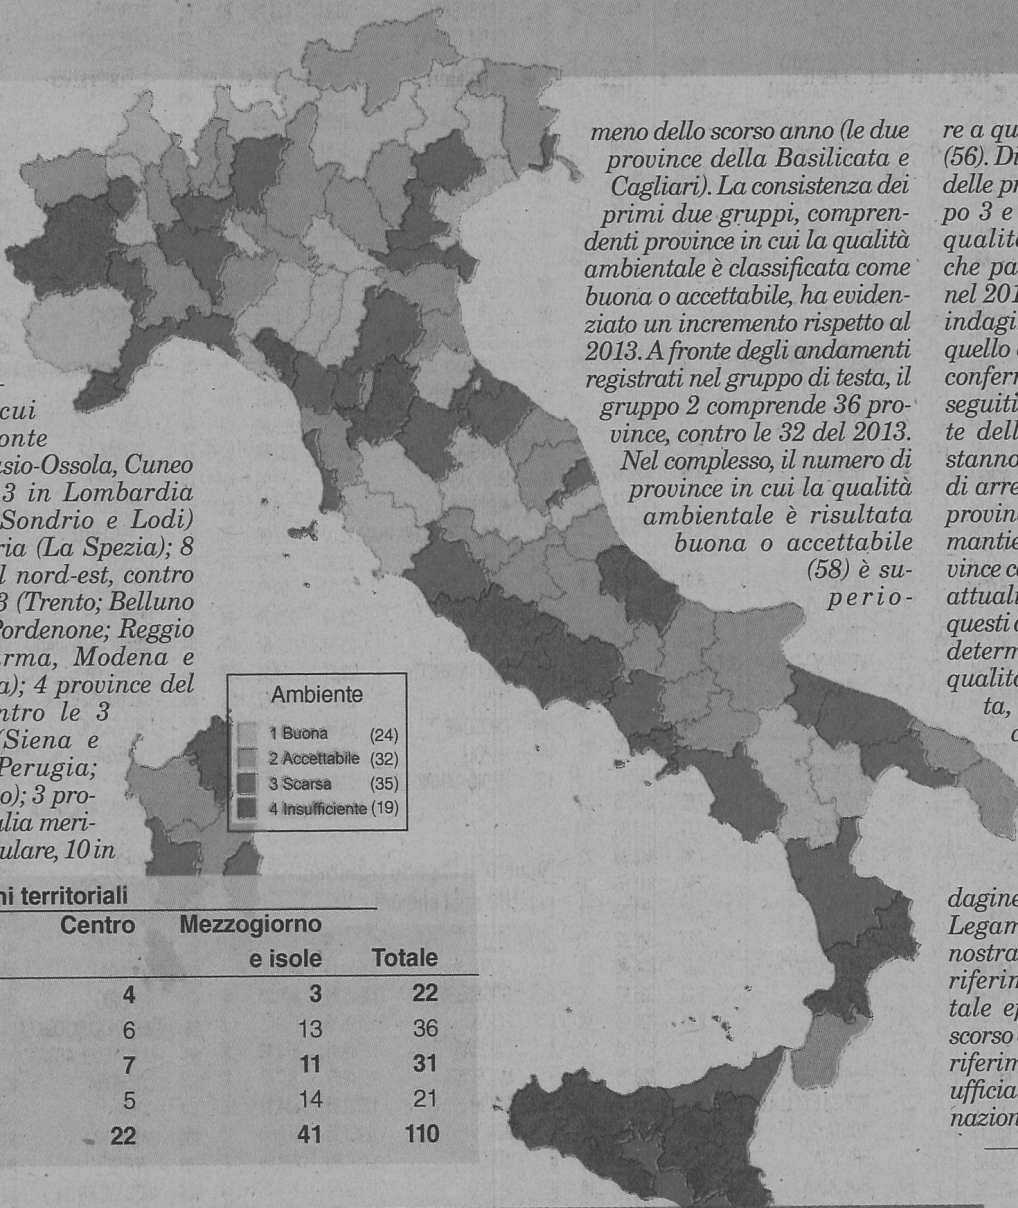 cui
onte
usio-Ossola, Cuneo
3 in Lombardia
Sondrio e Lodi)
ria (La Spezia); 8
l nord-est, contro
3 (Trento; Belluno
Pordenone; Reggio
rma, Modena e
a); 4 province del
ntro le 3
(Siena e
Perugia;
o); 3 pro-
alia meri-
ulare, 10 in
meno dello scorso anno (le due
province della Basilicata e
Cagliari). La consistenza dei
primi due gruppi, compren-
denti province in cui la qualità
ambientale è classificata come
buona o accettabile, ha eviden-
ziato un incremento rispetto al
2013. A fronte degli andamenti
registrati nel gruppo di testa, il
gruppo 2 comprende 36 pro-
vince, contro le 32 del 2013.
Nel complesso, il numero di
province in cui la qualità
ambientale è risultata
buona o accettabile
(58) è su-
perio-
re a qu
(56). Di
delle pr
po 3 e
qualit
che pa
nel 201
indagi
quello
conferm
seguiti
te dell
stanno
di arre
provin
mantie
vince c
attuali
questi
determ
qualit
ta,
dagine
Legam
nostra
riferin
tale ef
scorso
riferim
ufficia
nazion
Ambiente
1 Buona (24)
2 Accettabile (32)
3 Scarsa (35)
4 Insufficiente (19)
ni territoriali
Centro Mezzogiorno
e isole Totale
4 3 22
6 13 36
7 11 31
5 14 21
22 41 110